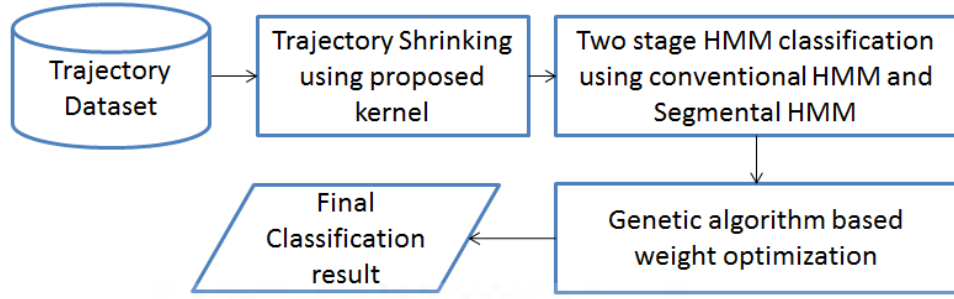 Trajectory
Dataset
Trajectory Shrinking
using proposed
kernel
Two stage HMM classification
using conventional HMM and
Segmental HMM
Genetic algorithm based
weight optimization
Final
Classification
result